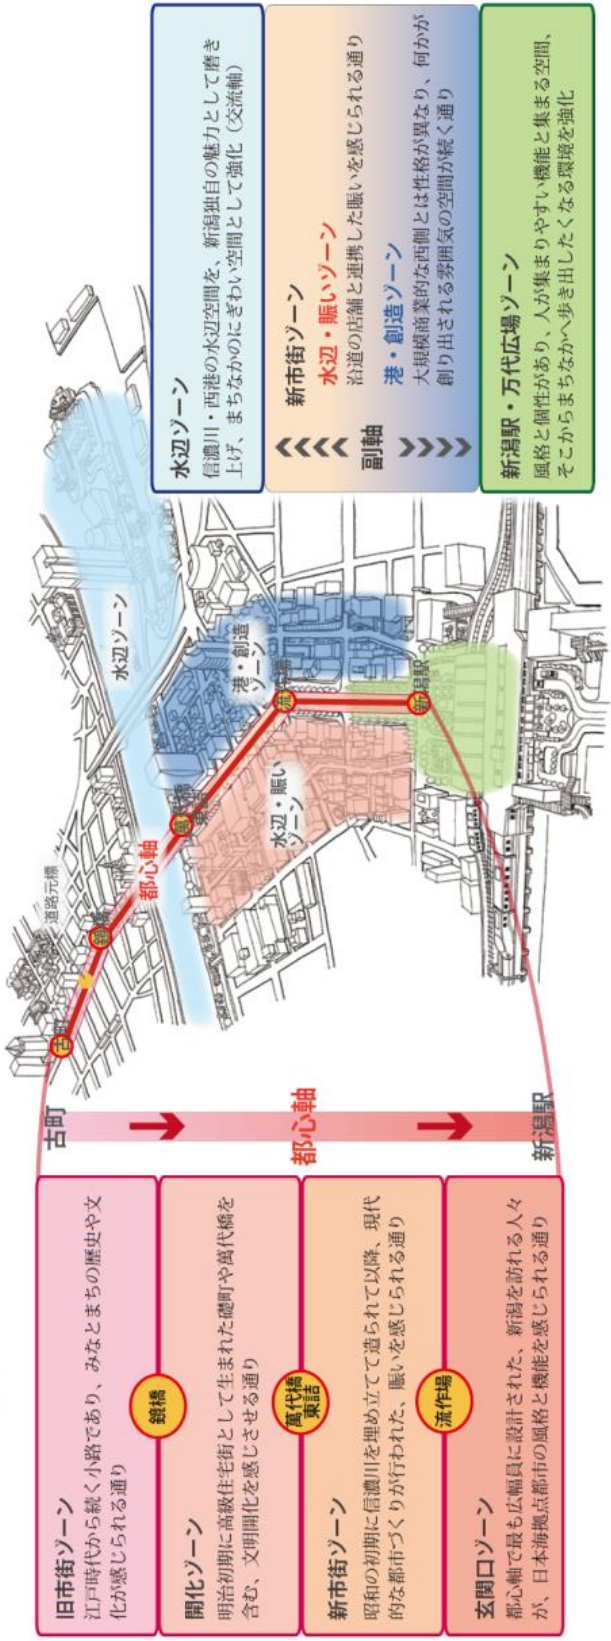 旧市街ゾーン
江戸時代から続く小路であり、みなとまちの歴史や文
化が感じられる通り
鏡橋
開化ゾーン
明治初期に高級住宅街として生まれた礎町や萬代橋を
含む、文明開化を感じさせる通り
萬代橋
東詰
新市街ゾーン
昭和の初期に信濃川を埋め立てて造られて以降、現代
的な都市づくりが行われた、賑いを感じられる通り
流作場
玄関口ゾーン
都心軸で最も広幅員に設計された、新潟を訪れる人々
が、日本海拠点都市の風格と機能を感じられる通り
古町
都心軸
新潟駅
古町
道路元標
鏡橋
都心軸
水辺ゾーン
港・創造
ゾーン
水辺・賑い
ゾーン
新潟駅
水辺ゾーン
信濃川・西港の水辺空間を、新潟独自の魅力として磨き
上げ、まちなかのにぎわい空間として強化（交流軸）
副軸
新市街ゾーン
水辺・賑いゾーン
沿道の店舗と連携した賑いを感じられる通り
港・創造ゾーン
大規模商業的な西側とは性格が異なり、何かが
創り出される雰囲気の空間が続く通り
新潟駅・万代広場ゾーン
風格と個性があり、人が集まりやすい機能と集まる空間、
そこからまちなかへ歩き出したくなる環境を強化